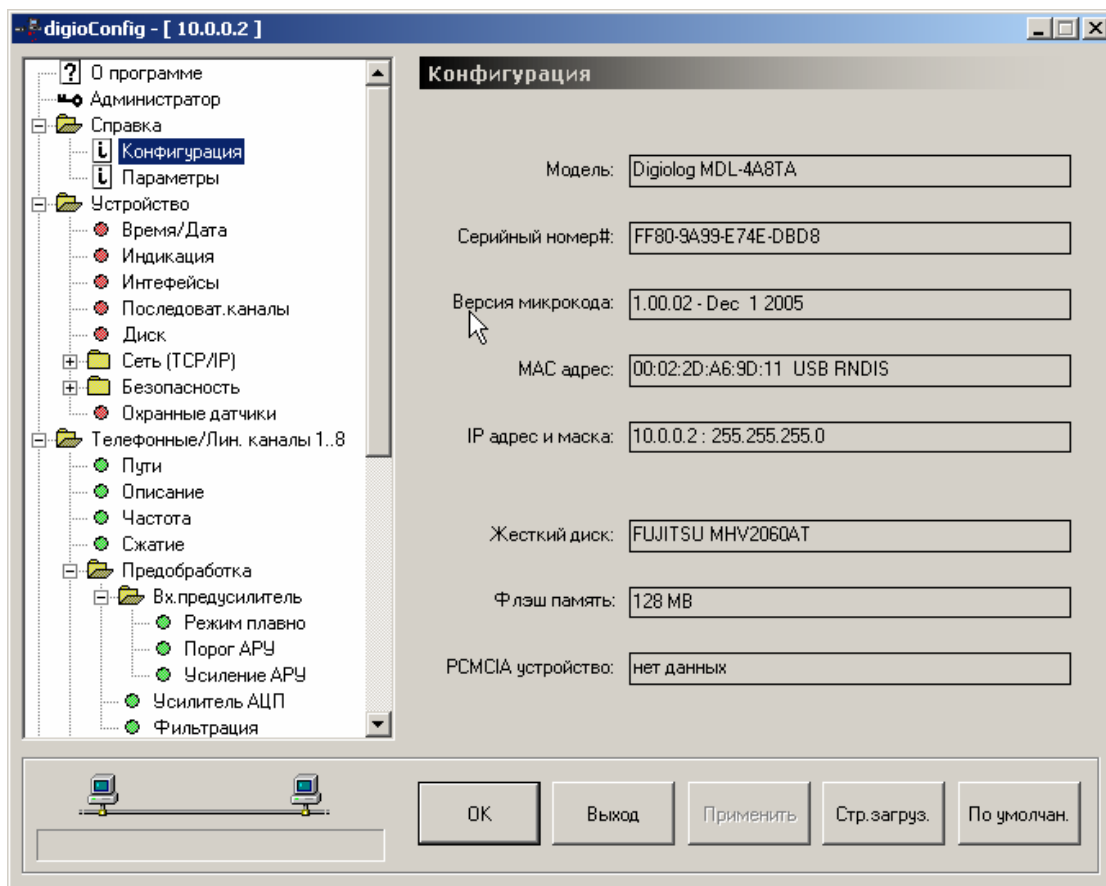 digioConfig - [ 10.0.0.2 ]
О программе
Администратор
Справка
Конфигурация
Параметры
Устройство
Время/Дата
Индикация
Интефейсы
Последоват.каналы
Диск
Сеть (TCP/IP)
Безопасность
Охранные датчики
Телефонные/Лин. каналы 1..8
Пути
Описание
Частота
Сжатие
Предобработка
Вх.предусилитель
Режим плавно
Порог АРУ
Усиление АРУ
Усилитель АЦП
Фильтрация
Конфигурация
Модель: Digiolog MDL-4A8TA
Серийный номер#: FF80-9A99-E74E-DBD8
Версия микрокода: 1.00.02 - Dec 1 2005
MAC адрес: 00:02:2D:A6:9D:11 USB RNDIS
IP адрес и маска: 10.0.0.2 : 255.255.255.0
Жесткий диск: FUJITSU MHV2060AT
Флэш память: 128 MB
PCMCIA устройство: нет данных
OK
Выход
Применить
Стр.загруз.
По умолчан.